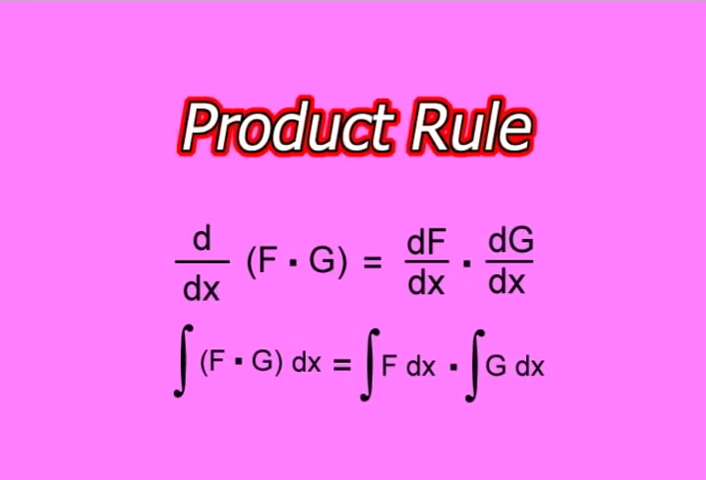 Product Rule
d/dx (F · G) = dF/dx · dG/dx
∫(F · G) dx = ∫F dx · ∫G dx